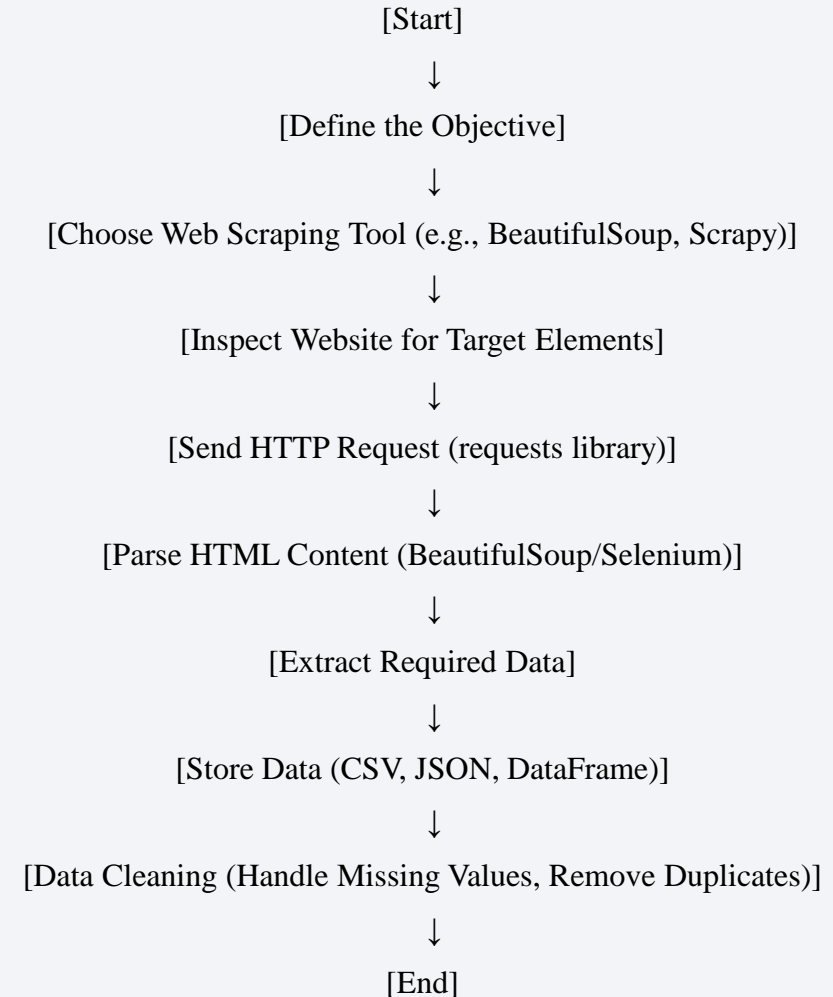 [Start]
↓
[Define the Objective]
↓
[Choose Web Scraping Tool (e.g., BeautifulSoup, Scrapy)]
↓
[Inspect Website for Target Elements]
↓
[Send HTTP Request (requests library)]
↓
[Parse HTML Content (BeautifulSoup/Selenium)]
↓
[Extract Required Data]
↓
[Store Data (CSV, JSON, DataFrame)]
↓
[Data Cleaning (Handle Missing Values, Remove Duplicates)]
↓
[End]